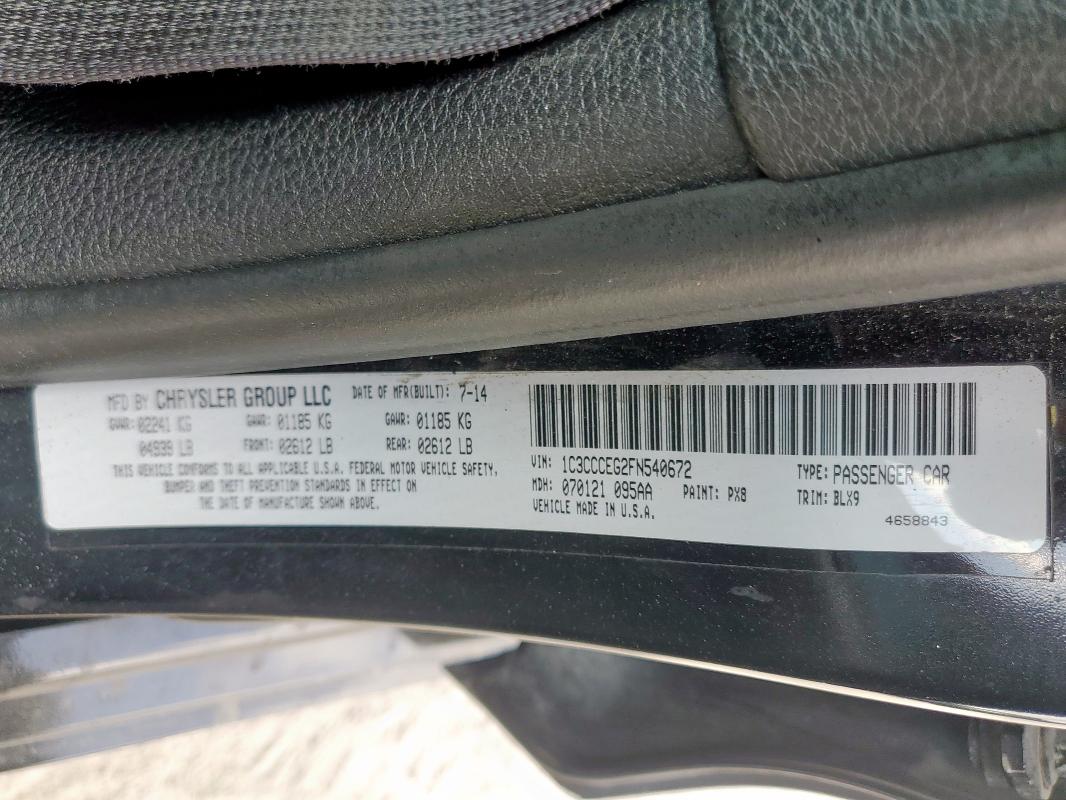 MFD BY CHRYSLER GROUP LLC DATE OF MFR(BUILT): 7-14
GVWR: 02241 KG GAWR: 01185 KG GAWR: 01185 KG
04939 LB FRONT: 02612 LB REAR: 02612 LB
THIS VEHICLE CONFORMS TO ALL APPLICABLE U.S.A. FEDERAL MOTOR VEHICLE SAFETY,
BUMPER AND THEFT PREVENTION STANDARDS IN EFFECT ON
THE DATE OF MANUFACTURE SHOWN ABOVE.
VIN: 1C3CCCEG2FN540672 TYPE: PASSENGER CAR
MDH: 070121 095AA PAINT: PX8 TRIM: BLX9
VEHICLE MADE IN U.S.A.
4658843